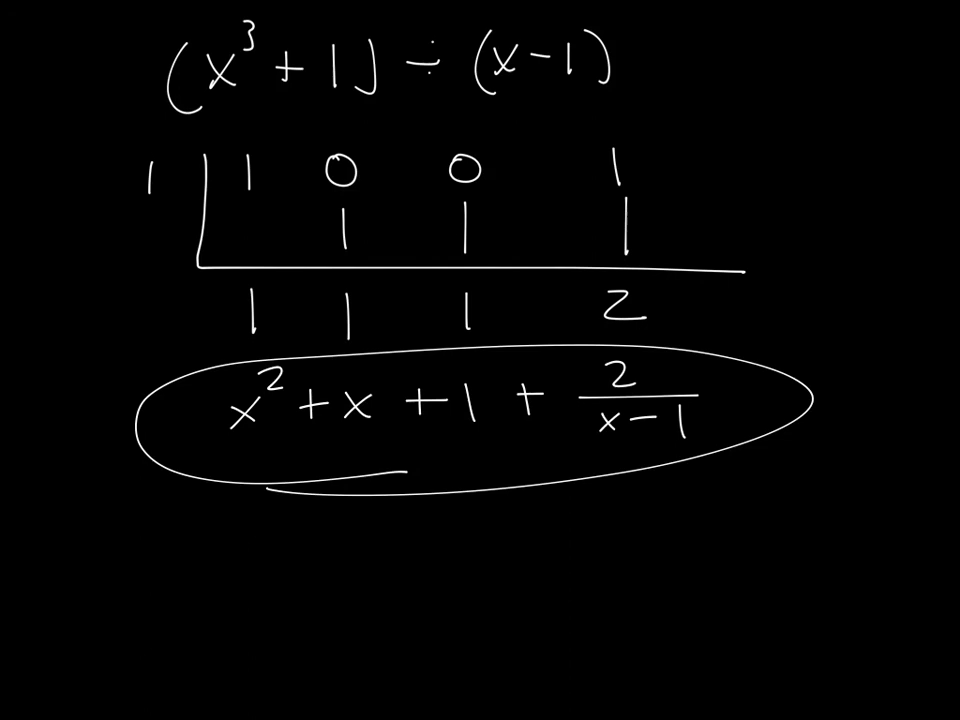 (x³+1) ÷ (x-1)
1 | 1 0 0 1
1 1 1
1 1 1 2
x² + x + 1 + 2/(x-1)